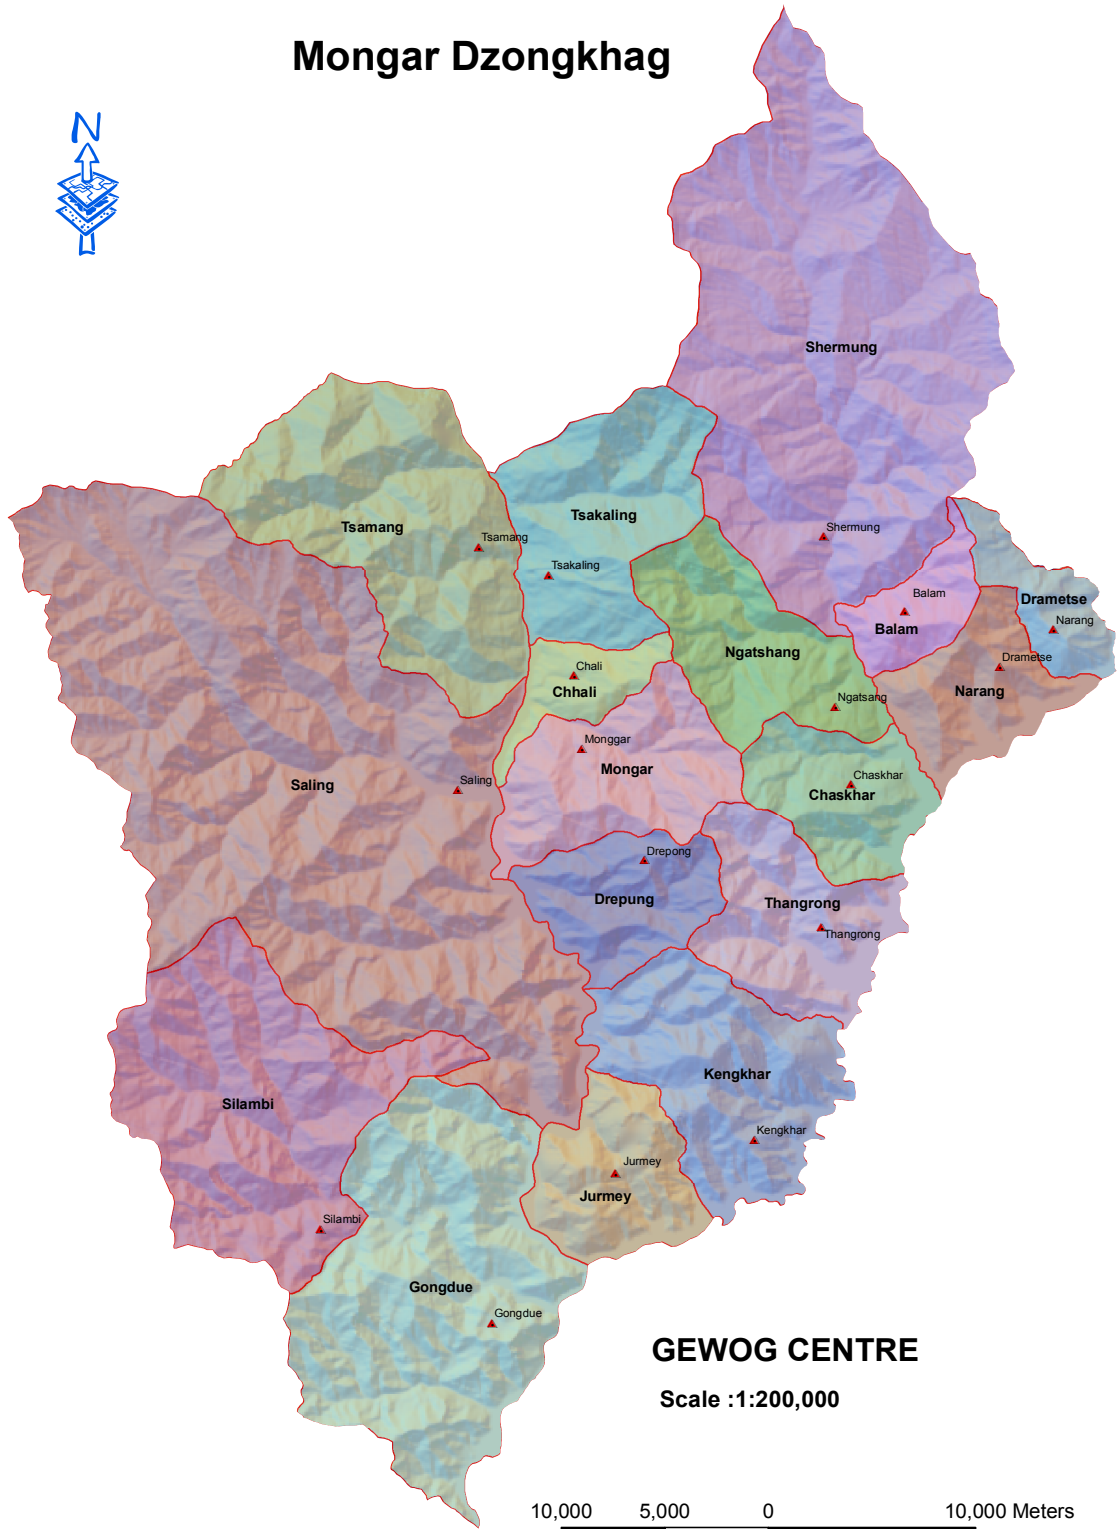 Mongar Dzongkhag
N
Shermung
Tsakaling
Tsamang
Shermung
Tsamang
Tsakaling
Balam
Drametse
Narang
Balam
Ngatshang
Drametse
Chali
Chhali
Narang
Ngatsang
Monggar
Mongar
Saling
Saling
Chaskhar
Chaskhar
Drepong
Drepung
Thangrong
Thangrong
Kengkhar
Silambi
Kengkhar
Jurmey
Jurmey
Silambi
Gongdue
Gongdue
GEWOG CENTRE
Scale :1:200,000
10,000 5,000 0 10,000 Meters